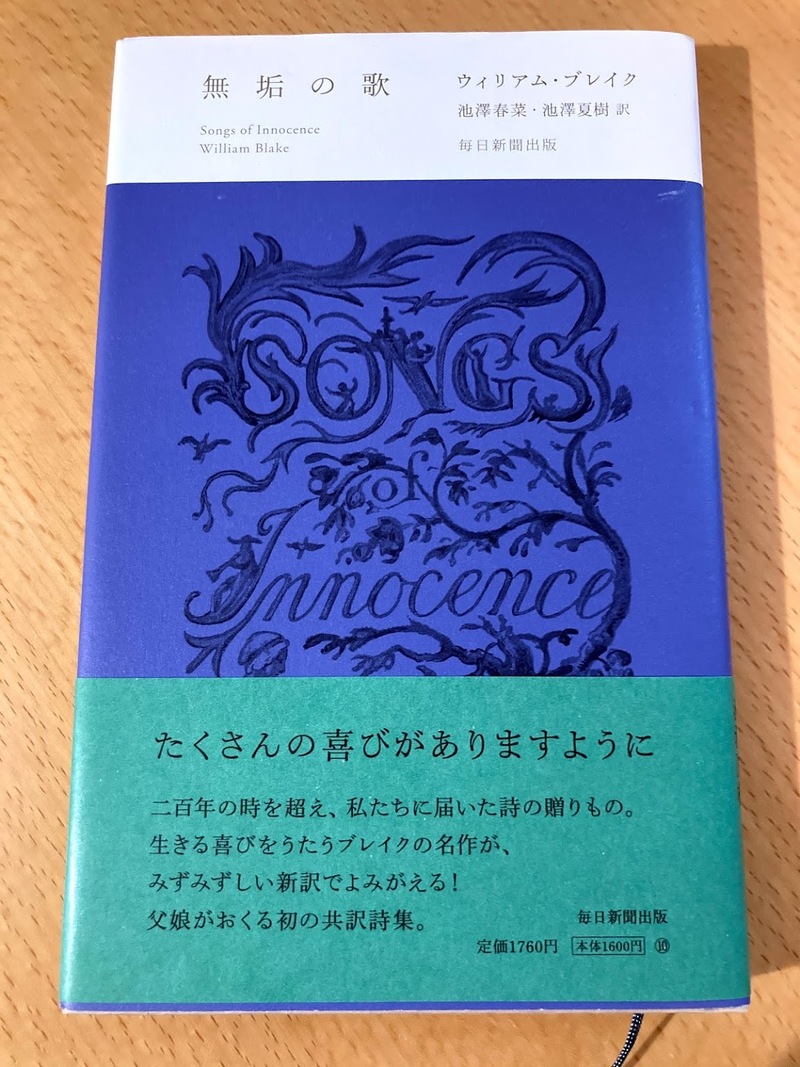 無垢の歌
Songs of Innocence
William Blake
ウィリアム・ブレイク
池澤春菜・池澤夏樹 訳
毎日新聞出版
SONGS
of
Innocence
たくさんの喜びがありますように
二百年の時を超え、私たちに届いた詩の贈りもの。
生きる喜びをうたうブレイクの名作が、
みずみずしい新訳でよみがえる！
父娘がおくる初の共訳詩集。
毎日新聞出版
定価1760円 本体1600円 ⑩